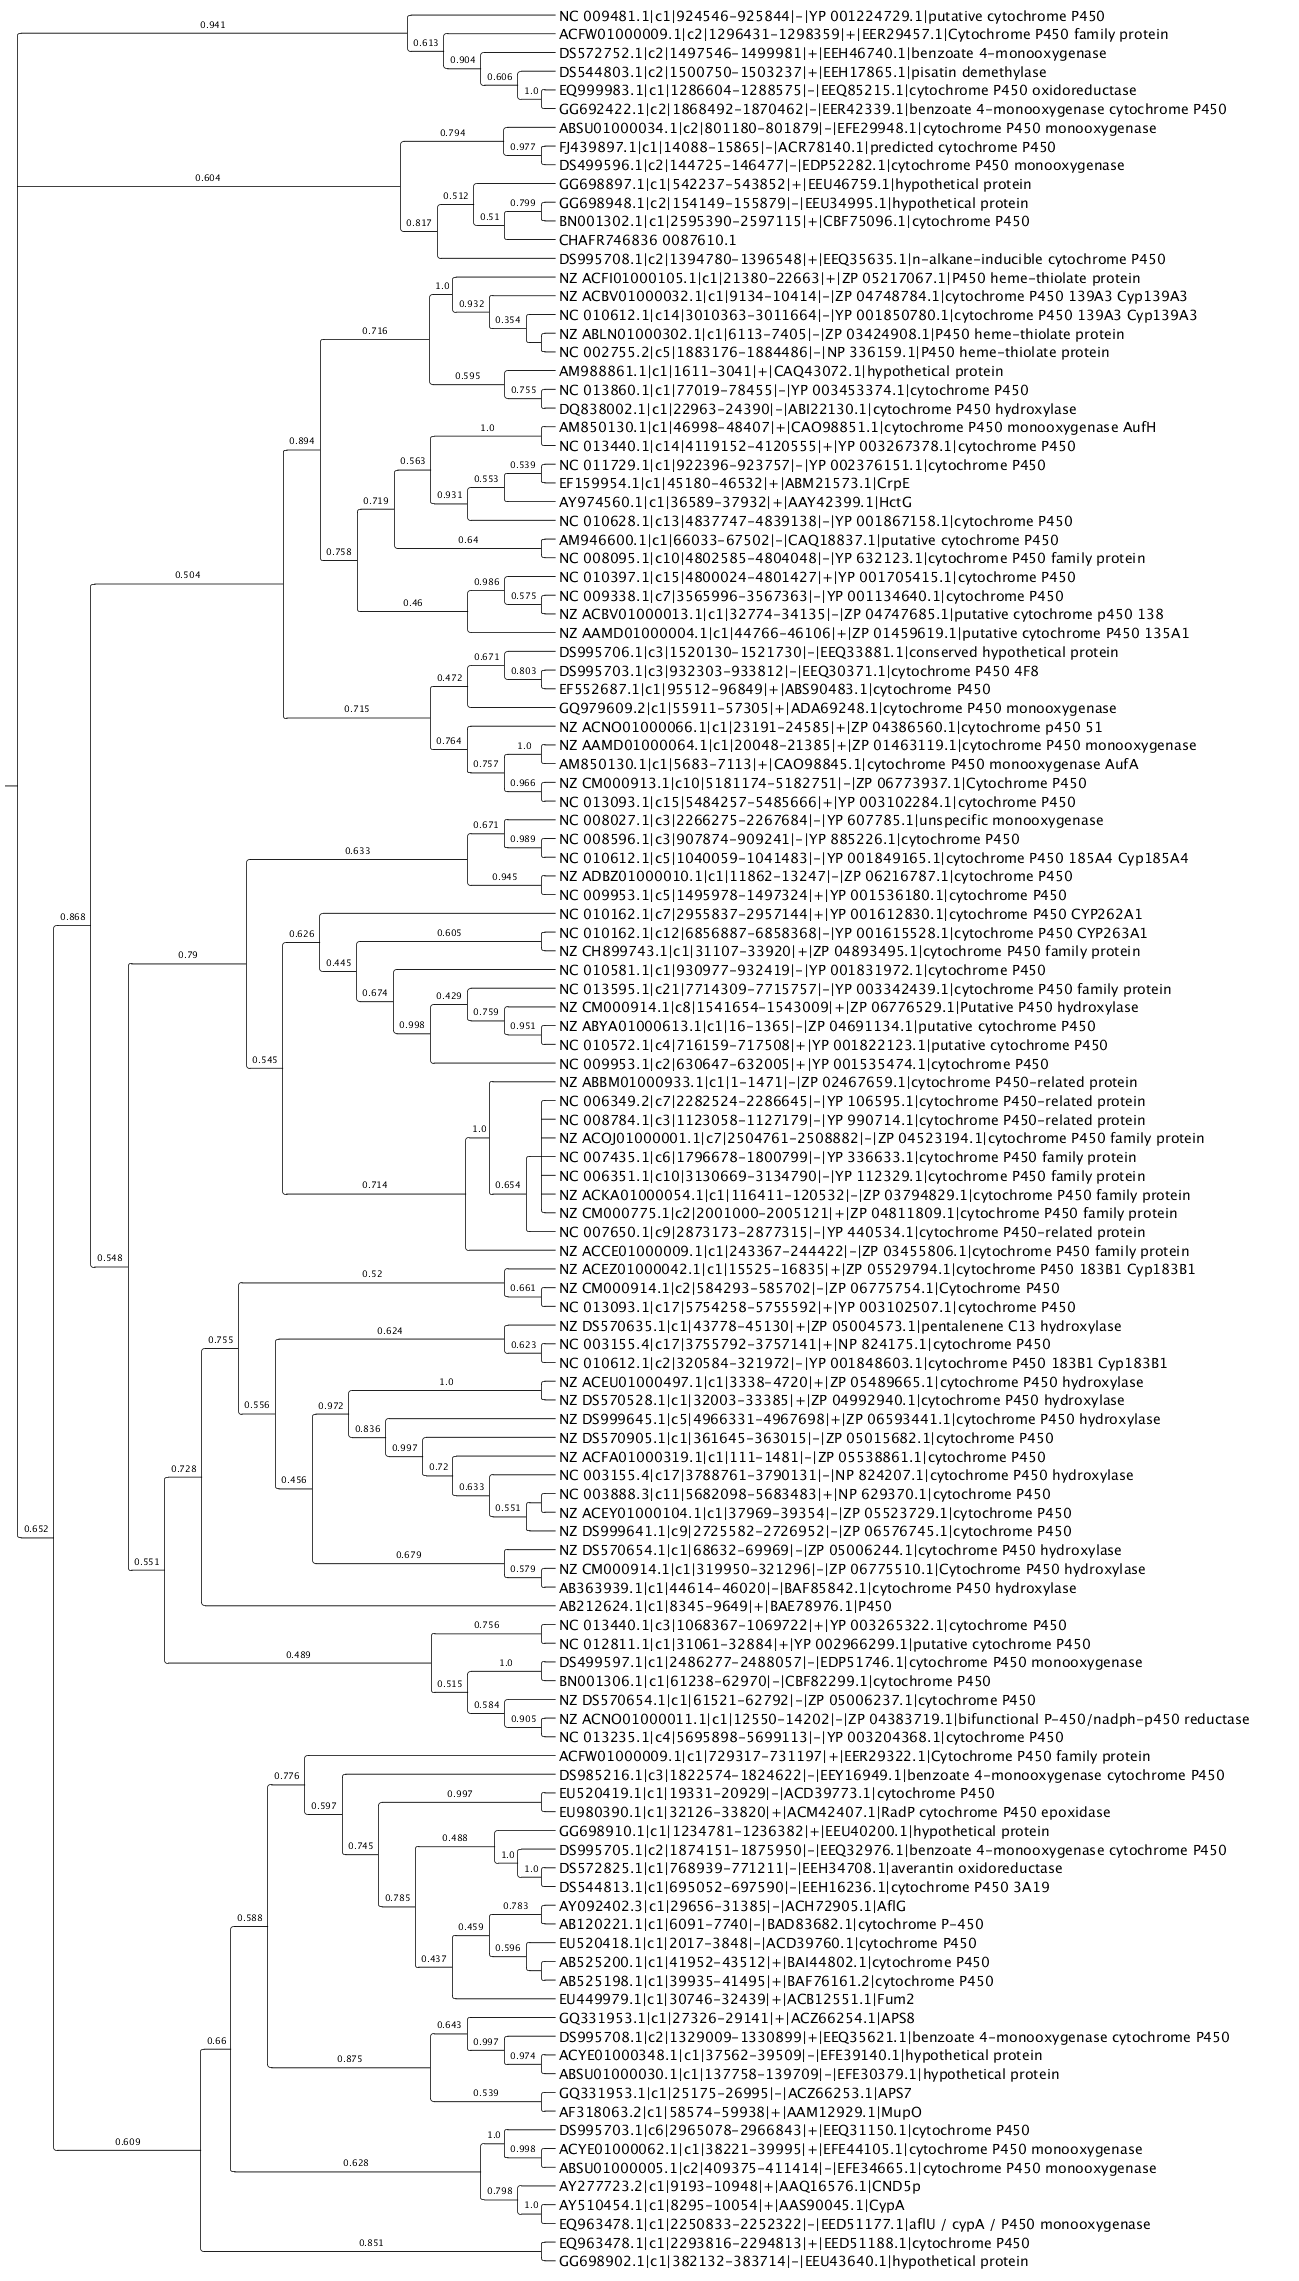 NC 009481.1|c1|924546-925844|-|YP 001224729.1|putative cytochrome P450
0.941
ACFW01000009.1|c2|1296431-1298359|+|EER29457.1|Cytochrome P450 family protein
0.613
DS572752.1|c2|1497546-1499981|+|EEH46740.1|benzoate 4-monooxygenase
0.904
DS544803.1|c2|1500750-1503237|+|EEH17865.1|pisatin demethylase
0.606
EQ999983.1|c1|1286604-1288575|-|EEQ85215.1|cytochrome P450 oxidoreductase
1.0
GG692422.1|c2|1868492-1870462|-|EER42339.1|benzoate 4-monooxygenase cytochrome P450
ABSU01000034.1|c2|801180-801879|-|EFE29948.1|cytochrome P450 monooxygenase
0.794
FJ439897.1|c1|14088-15865|-|ACR78140.1|predicted cytochrome P450
0.977
DS499596.1|c2|144725-146477|-|EDP52282.1|cytochrome P450 monooxygenase
0.604
GG698897.1|c1|542237-543852|+|EEU46759.1|hypothetical protein
0.512
GG698948.1|c2|154149-155879|-|EEU34995.1|hypothetical protein
0.799
BN001302.1|c1|2595390-2597115|+|CBF75096.1|cytochrome P450
0.51
0.817
CHAFR746836 0087610.1
DS995708.1|c2|1394780-1396548|+|EEQ35635.1|n-alkane-inducible cytochrome P450
NZ ACFI01000105.1|c1|21380-22663|+|ZP 05217067.1|P450 heme-thiolate protein
1.0
NZ ACBV01000032.1|c1|9134-10414|-|ZP 04748784.1|cytochrome P450 139A3 Cyp139A3
0.932
NC 010612.1|c14|3010363-3011664|-|YP 001850780.1|cytochrome P450 139A3 Cyp139A3
0.354
0.716
NZ ABLN01000302.1|c1|6113-7405|-|ZP 03424908.1|P450 heme-thiolate protein
NC 002755.2|c5|1883176-1884486|-|NP 336159.1|P450 heme-thiolate protein
AM988861.1|c1|1611-3041|+|CAQ43072.1|hypothetical protein
0.595
NC 013860.1|c1|77019-78455|-|YP 003453374.1|cytochrome P450
0.755
DQ838002.1|c1|22963-24390|-|ABI22130.1|cytochrome P450 hydroxylase
AM850130.1|c1|46998-48407|+|CAO98851.1|cytochrome P450 monooxygenase AufH
1.0
0.894
NC 013440.1|c14|4119152-4120555|+|YP 003267378.1|cytochrome P450
0.563
NC 011729.1|c1|922396-923757|-|YP 002376151.1|cytochrome P450
0.539
EF159954.1|c1|45180-46532|+|ABM21573.1|CrpE
0.553
AY974560.1|c1|36589-37932|+|AAY42399.1|HctG
0.931
0.719
NC 010628.1|c13|4837747-4839138|-|YP 001867158.1|cytochrome P450
AM946600.1|c1|66033-67502|-|CAQ18837.1|putative cytochrome P450
0.64
0.758
NC 008095.1|c10|4802585-4804048|-|YP 632123.1|cytochrome P450 family protein
0.504
NC 010397.1|c15|4800024-4801427|+|YP 001705415.1|cytochrome P450
0.986
NC 009338.1|c7|3565996-3567363|-|YP 001134640.1|cytochrome P450
0.575
0.46
NZ ACBV01000013.1|c1|32774-34135|-|ZP 04747685.1|putative cytochrome p450 138
NZ AAMD01000004.1|c1|44766-46106|+|ZP 01459619.1|putative cytochrome P450 135A1
DS995706.1|c3|1520130-1521730|-|EEQ33881.1|conserved hypothetical protein
0.671
DS995703.1|c3|932303-933812|-|EEQ30371.1|cytochrome P450 4F8
0.803
0.472
EF552687.1|c1|95512-96849|+|ABS90483.1|cytochrome P450
GQ979609.2|c1|55911-57305|+|ADA69248.1|cytochrome P450 monooxygenase
0.715
NZ ACNO01000066.1|c1|23191-24585|+|ZP 04386560.1|cytochrome p450 51
0.764
NZ AAMD01000064.1|c1|20048-21385|+|ZP 01463119.1|cytochrome P450 monooxygenase
1.0
AM850130.1|c1|5683-7113|+|CAO98845.1|cytochrome P450 monooxygenase AufA
0.757
NZ CM000913.1|c10|5181174-5182751|-|ZP 06773937.1|Cytochrome P450
0.966
NC 013093.1|c15|5484257-5485666|+|YP 003102284.1|cytochrome P450
NC 008027.1|c3|2266275-2267684|-|YP 607785.1|unspecific monooxygenase
0.671
NC 008596.1|c3|907874-909241|-|YP 885226.1|cytochrome P450
0.989
0.633
NC 010612.1|c5|1040059-1041483|-|YP 001849165.1|cytochrome P450 185A4 Cyp185A4
NZ ADBZ01000010.1|c1|11862-13247|-|ZP 06216787.1|cytochrome P450
0.945
NC 009953.1|c5|1495978-1497324|+|YP 001536180.1|cytochrome P450
0.868
NC 010162.1|c7|2955837-2957144|+|YP 001612830.1|cytochrome P450 CYP262A1
0.626
NC 010162.1|c12|6856887-6858368|-|YP 001615528.1|cytochrome P450 CYP263A1
0.605
NZ CH899743.1|c1|31107-33920|+|ZP 04893495.1|cytochrome P450 family protein
0.79
0.445
NC 010581.1|c1|930977-932419|-|YP 001831972.1|cytochrome P450
0.674
NC 013595.1|c21|7714309-7715757|-|YP 003342439.1|cytochrome P450 family protein
0.429
NZ CM000914.1|c8|1541654-1543009|+|ZP 06776529.1|Putative P450 hydroxylase
0.759
NZ ABYA01000613.1|c1|16-1365|-|ZP 04691134.1|putative cytochrome P450
0.951
0.998
NC 010572.1|c4|716159-717508|+|YP 001822123.1|putative cytochrome P450
0.545
NC 009953.1|c2|630647-632005|+|YP 001535474.1|cytochrome P450
NZ ABBM01000933.1|c1|1-1471|-|ZP 02467659.1|cytochrome P450-related protein
NC 006349.2|c7|2282524-2286645|-|YP 106595.1|cytochrome P450-related protein
NC 008784.1|c3|1123058-1127179|-|YP 990714.1|cytochrome P450-related protein
1.0
NZ ACOJ01000001.1|c7|2504761-2508882|-|ZP 04523194.1|cytochrome P450 family protein
NC 007435.1|c6|1796678-1800799|-|YP 336633.1|cytochrome P450 family protein
NC 006351.1|c10|3130669-3134790|-|YP 112329.1|cytochrome P450 family protein
0.714
0.654
NZ ACKA01000054.1|c1|116411-120532|-|ZP 03794829.1|cytochrome P450 family protein
NZ CM000775.1|c2|2001000-2005121|+|ZP 04811809.1|cytochrome P450 family protein
NC 007650.1|c9|2873173-2877315|-|YP 440534.1|cytochrome P450-related protein
NZ ACCE01000009.1|c1|243367-244422|-|ZP 03455806.1|cytochrome P450 family protein
0.548
NZ ACEZ01000042.1|c1|15525-16835|+|ZP 05529794.1|cytochrome P450 183B1 Cyp183B1
0.52
NZ CM000914.1|c2|584293-585702|-|ZP 06775754.1|Cytochrome P450
0.661
NC 013093.1|c17|5754258-5755592|+|YP 003102507.1|cytochrome P450
NZ DS570635.1|c1|43778-45130|+|ZP 05004573.1|pentalenene C13 hydroxylase
0.624
NC 003155.4|c17|3755792-3757141|+|NP 824175.1|cytochrome P450
0.623
0.755
NC 010612.1|c2|320584-321972|-|YP 001848603.1|cytochrome P450 183B1 Cyp183B1
NZ ACEU01000497.1|c1|3338-4720|+|ZP 05489665.1|cytochrome P450 hydroxylase
1.0
NZ DS570528.1|c1|32003-33385|+|ZP 04992940.1|cytochrome P450 hydroxylase
0.556
0.972
NZ DS999645.1|c5|4966331-4967698|+|ZP 06593441.1|cytochrome P450 hydroxylase
0.836
NZ DS570905.1|c1|361645-363015|-|ZP 05015682.1|cytochrome P450
0.997
NZ ACFA01000319.1|c1|111-1481|-|ZP 05538861.1|cytochrome P450
0.72
0.728
NC 003155.4|c17|3788761-3790131|-|NP 824207.1|cytochrome P450 hydroxylase
0.456
0.633
NC 003888.3|c11|5682098-5683483|+|NP 629370.1|cytochrome P450
0.551
NZ ACEY01000104.1|c1|37969-39354|-|ZP 05523729.1|cytochrome P450
0.652
NZ DS999641.1|c9|2725582-2726952|-|ZP 06576745.1|cytochrome P450
NZ DS570654.1|c1|68632-69969|-|ZP 05006244.1|cytochrome P450 hydroxylase
0.679
0.551
NZ CM000914.1|c1|319950-321296|-|ZP 06775510.1|Cytochrome P450 hydroxylase
0.579
AB363939.1|c1|44614-46020|-|BAF85842.1|cytochrome P450 hydroxylase
AB212624.1|c1|8345-9649|+|BAE78976.1|P450
NC 013440.1|c3|1068367-1069722|+|YP 003265322.1|cytochrome P450
0.756
NC 012811.1|c1|31061-32884|+|YP 002966299.1|putative cytochrome P450
0.489
DS499597.1|c1|2486277-2488057|-|EDP51746.1|cytochrome P450 monooxygenase
1.0
BN001306.1|c1|61238-62970|-|CBF82299.1|cytochrome P450
0.515
NZ DS570654.1|c1|61521-62792|-|ZP 05006237.1|cytochrome P450
0.584
NZ ACNO01000011.1|c1|12550-14202|-|ZP 04383719.1|bifunctional P-450/nadph-p450 reductase
0.905
NC 013235.1|c4|5695898-5699113|-|YP 003204368.1|cytochrome P450
ACFW01000009.1|c1|729317-731197|+|EER29322.1|Cytochrome P450 family protein
0.776
DS985216.1|c3|1822574-1824622|-|EEY16949.1|benzoate 4-monooxygenase cytochrome P450
EU520419.1|c1|19331-20929|-|ACD39773.1|cytochrome P450
0.997
0.597
EU980390.1|c1|32126-33820|+|ACM42407.1|RadP cytochrome P450 epoxidase
GG698910.1|c1|1234781-1236382|+|EEU40200.1|hypothetical protein
0.488
0.745
DS995705.1|c2|1874151-1875950|-|EEQ32976.1|benzoate 4-monooxygenase cytochrome P450
1.0
DS572825.1|c1|768939-771211|-|EEH34708.1|averantin oxidoreductase
1.0
DS544813.1|c1|695052-697590|-|EEH16236.1|cytochrome P450 3A19
0.785
AY092402.3|c1|29656-31385|-|ACH72905.1|AflG
0.783
0.588
AB120221.1|c1|6091-7740|-|BAD83682.1|cytochrome P-450
0.459
EU520418.1|c1|2017-3848|-|ACD39760.1|cytochrome P450
0.596
AB525200.1|c1|41952-43512|+|BAI44802.1|cytochrome P450
0.437
AB525198.1|c1|39935-41495|+|BAF76161.2|cytochrome P450
EU449979.1|c1|30746-32439|+|ACB12551.1|Fum2
GQ331953.1|c1|27326-29141|+|ACZ66254.1|APS8
0.643
DS995708.1|c2|1329009-1330899|+|EEQ35621.1|benzoate 4-monooxygenase cytochrome P450
0.997
0.66
ACYE01000348.1|c1|37562-39509|-|EFE39140.1|hypothetical protein
0.974
0.875
ABSU01000030.1|c1|137758-139709|-|EFE30379.1|hypothetical protein
GQ331953.1|c1|25175-26995|-|ACZ66253.1|APS7
0.539
AF318063.2|c1|58574-59938|+|AAM12929.1|MupO
DS995703.1|c6|2965078-2966843|+|EEQ31150.1|cytochrome P450
1.0
0.609
ACYE01000062.1|c1|38221-39995|+|EFE44105.1|cytochrome P450 monooxygenase
0.998
0.628
ABSU01000005.1|c2|409375-411414|-|EFE34665.1|cytochrome P450 monooxygenase
AY277723.2|c1|9193-10948|+|AAQ16576.1|CND5p
0.798
AY510454.1|c1|8295-10054|+|AAS90045.1|CypA
1.0
EQ963478.1|c1|2250833-2252322|-|EED51177.1|aflU / cypA / P450 monooxygenase
EQ963478.1|c1|2293816-2294813|+|EED51188.1|cytochrome P450
0.851
GG698902.1|c1|382132-383714|-|EEU43640.1|hypothetical protein